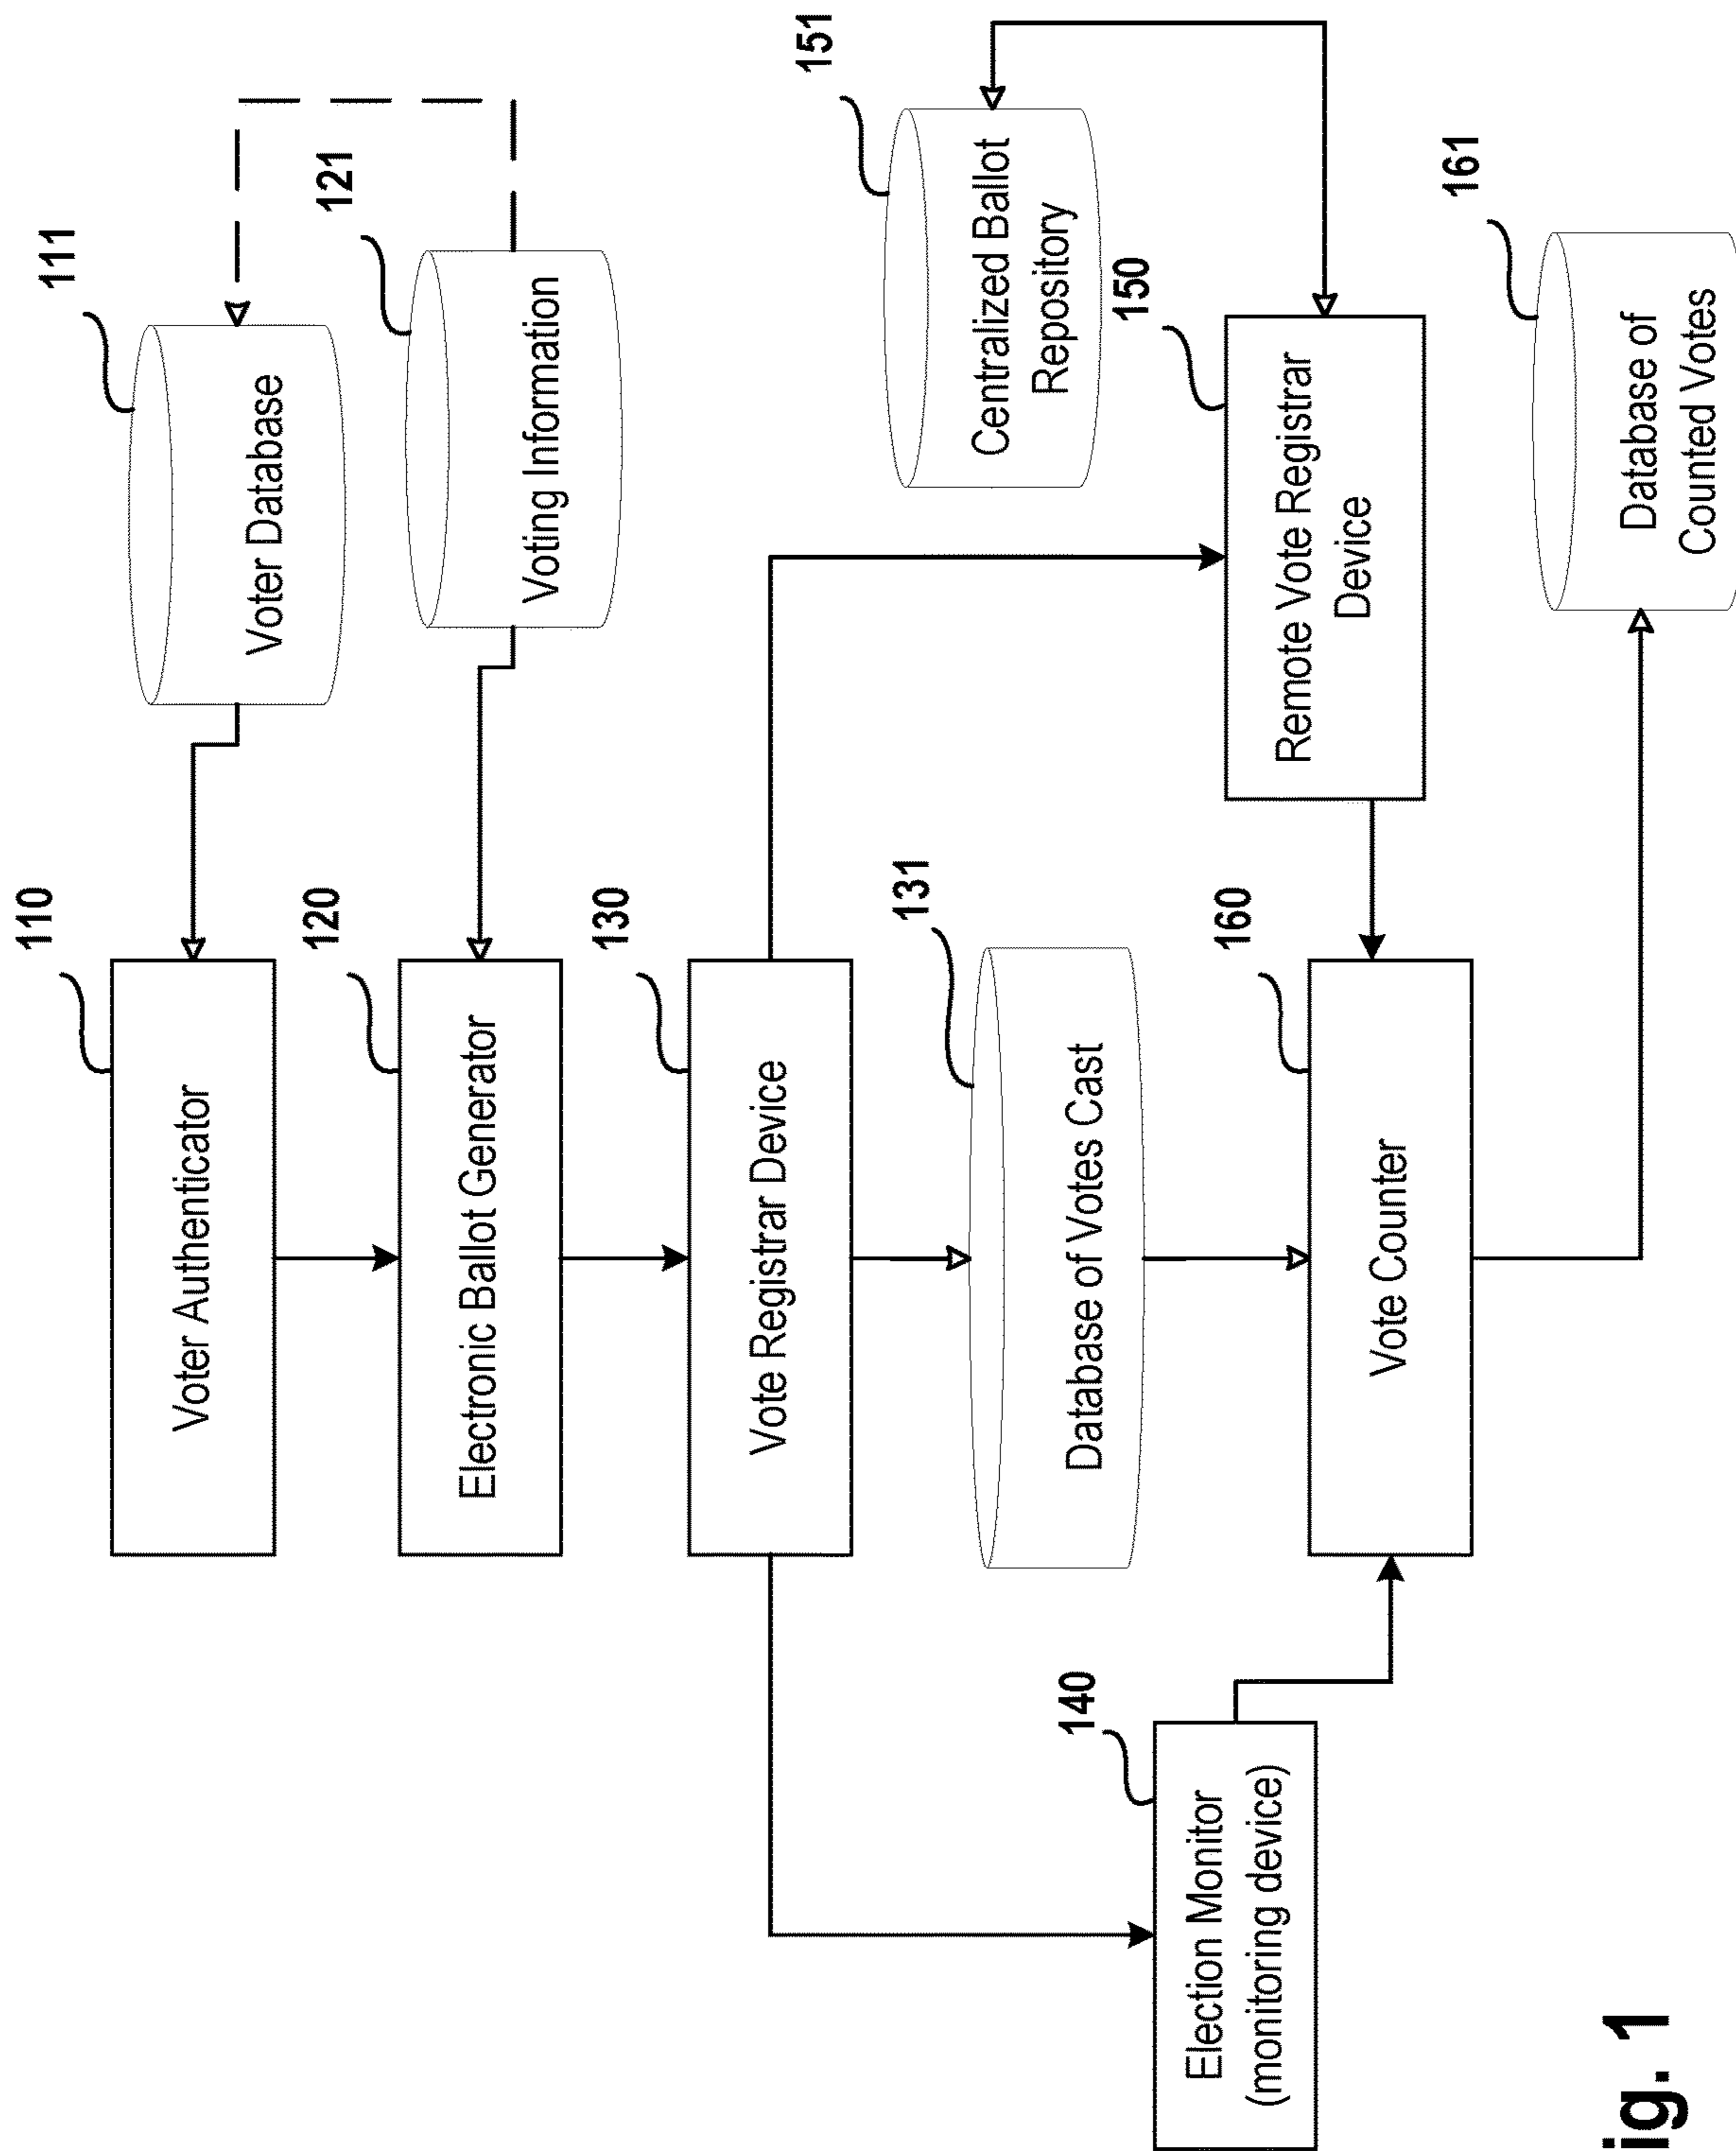 110
Voter Authenticator
111
Voter Database
120
Electronic Ballot Generator
121
Voting Information
130
Vote Registrar Device
131
Database of Votes Cast
140
Election Monitor
(monitoring device)
150
Remote Vote Registrar
Device
151
Centralized Ballot
Repository
160
Vote Counter
161
Database of
Counted Votes
ig. 1